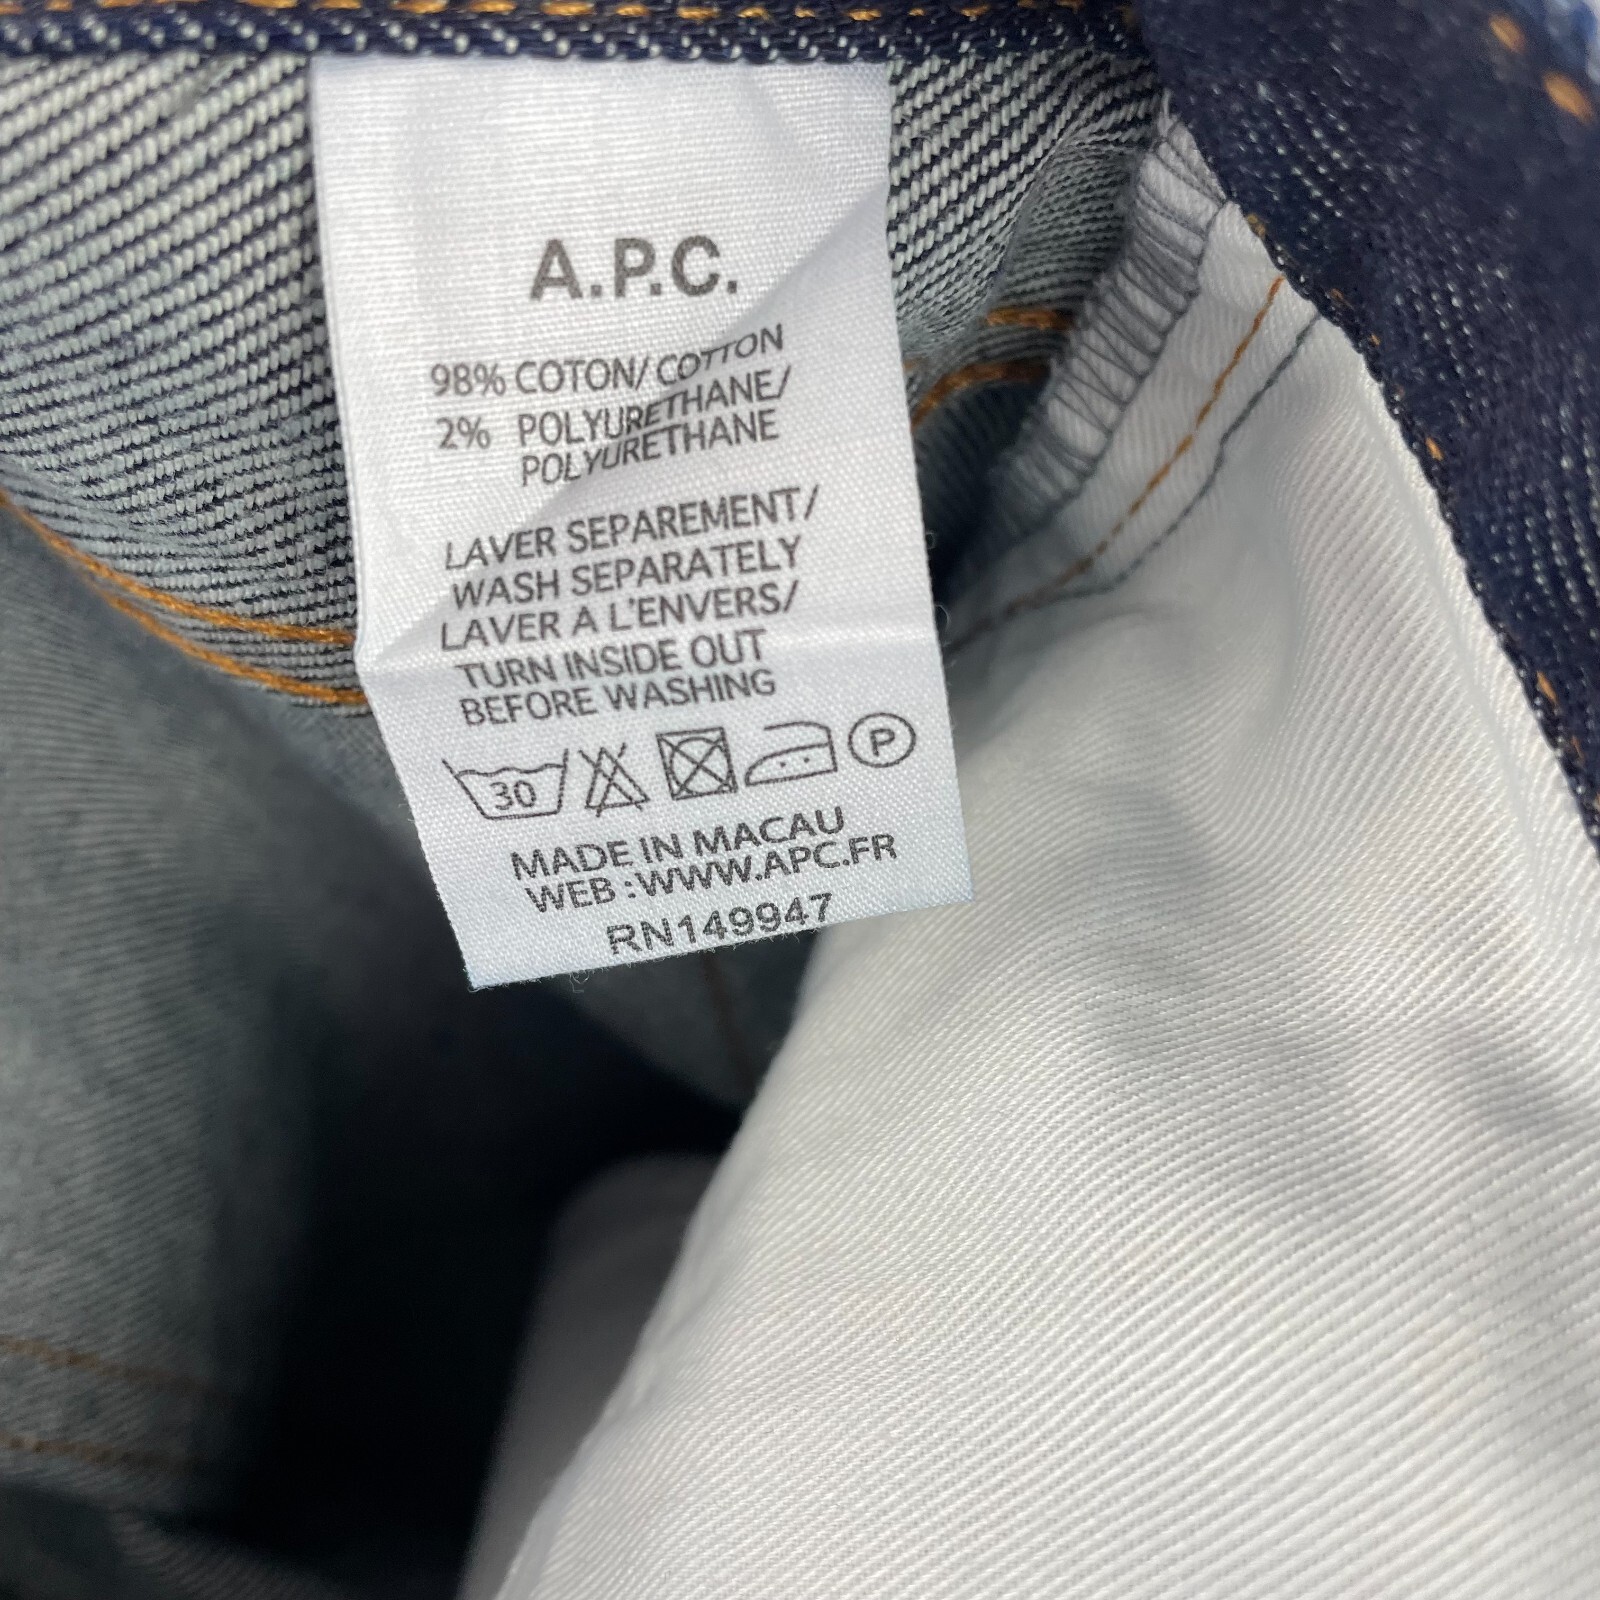 A.P.C.
98% COTON/ COTTON
2% POLYURETHANE/
POLYURETHANE
LAVER SEPAREMENT/
WASH SEPARATELY
LAVER A L'ENVERS/
TURN INSIDE OUT
BEFORE WASHING
30 P
MADE IN MACAU
WEB : WWW.APC.FR
RN149947